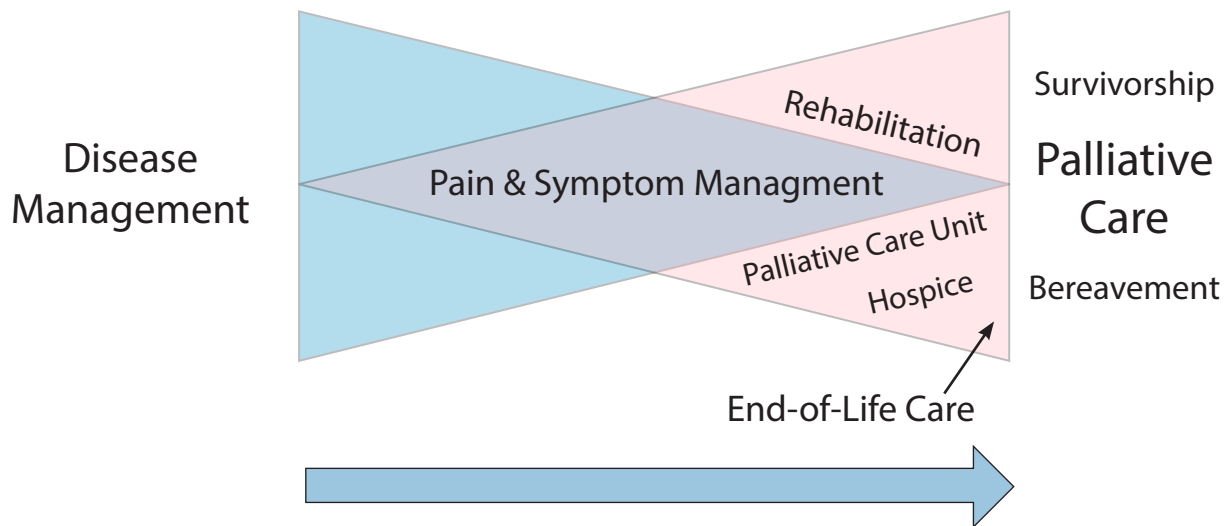 Disease
Management
Pain & Symptom Managment
Rehabilitation
Palliative Care Unit
Hospice
End-of-Life Care
Survivorship
Palliative
Care
Bereavement